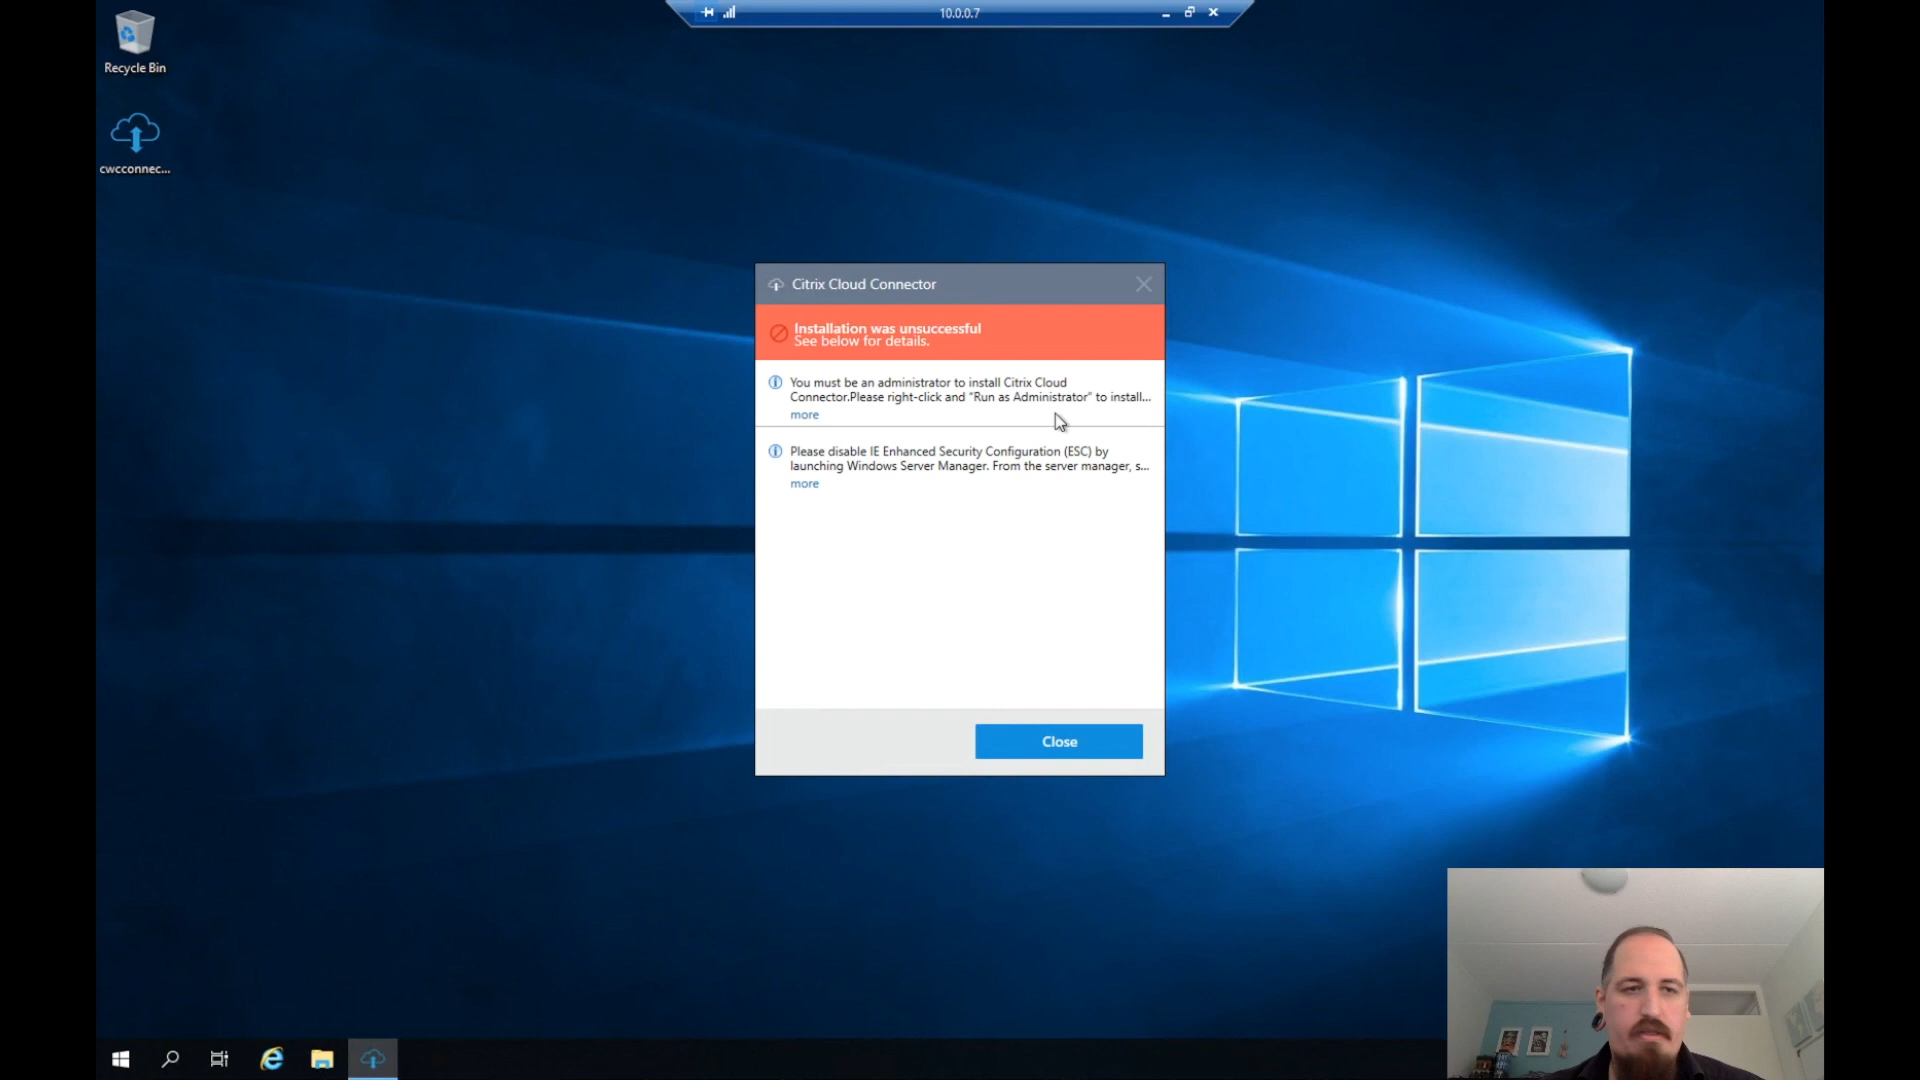 10.0.0.7
Recycle Bin
cwcconnec...
Citrix Cloud Connector
Installation was unsuccessful
See below for details.
You must be an administrator to install Citrix Cloud
Connector.Please right-click and "Run as Administrator" to install...
more
Please disable IE Enhanced Security Configuration (ESC) by
launching Windows Server Manager. From the server manager, s...
more
Close